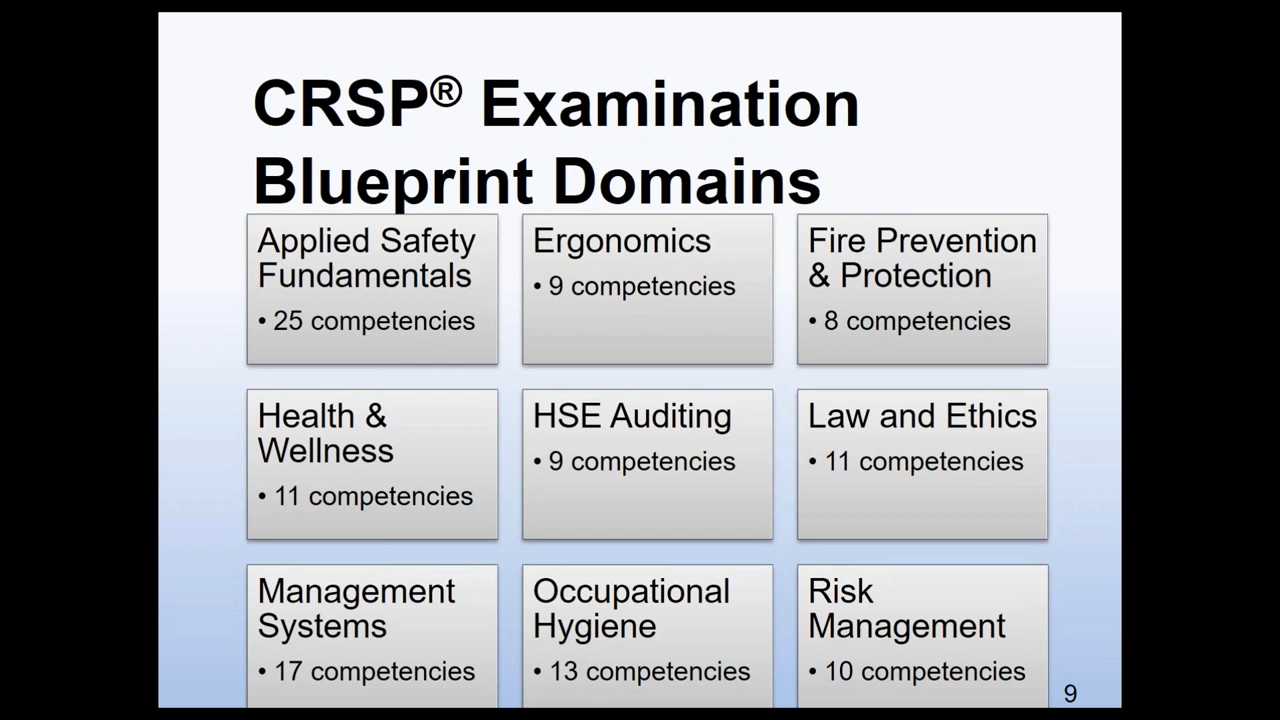 CRSP® Examination
Blueprint Domains
Applied Safety
Fundamentals
• 25 competencies
Ergonomics
• 9 competencies
Fire Prevention
& Protection
• 8 competencies
Health &
Wellness
• 11 competencies
HSE Auditing
• 9 competencies
Law and Ethics
• 11 competencies
Management
Systems
• 17 competencies
Occupational
Hygiene
• 13 competencies
Risk
Management
• 10 competencies
9